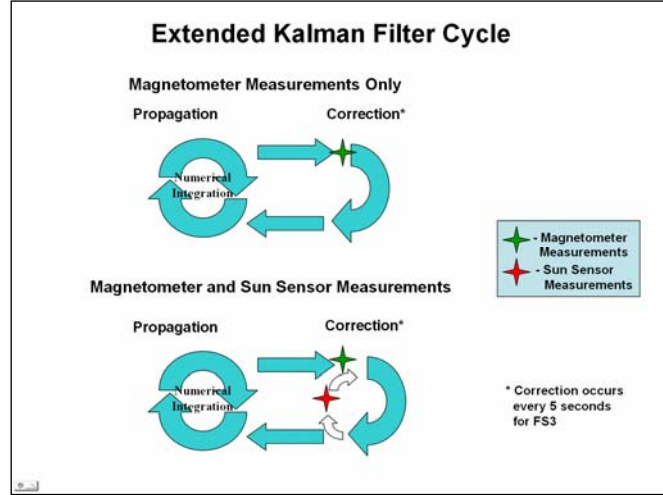 Extended Kalman Filter Cycle
Magnetometer Measurements Only
Propagation
Correction*
Numerical
Integration
- Magnetometer
Measurements
- Sun Sensor
Measurements
Magnetometer and Sun Sensor Measurements
Propagation
Correction*
Numerical
Integration
* Correction occurs
every 5 seconds
for FS3